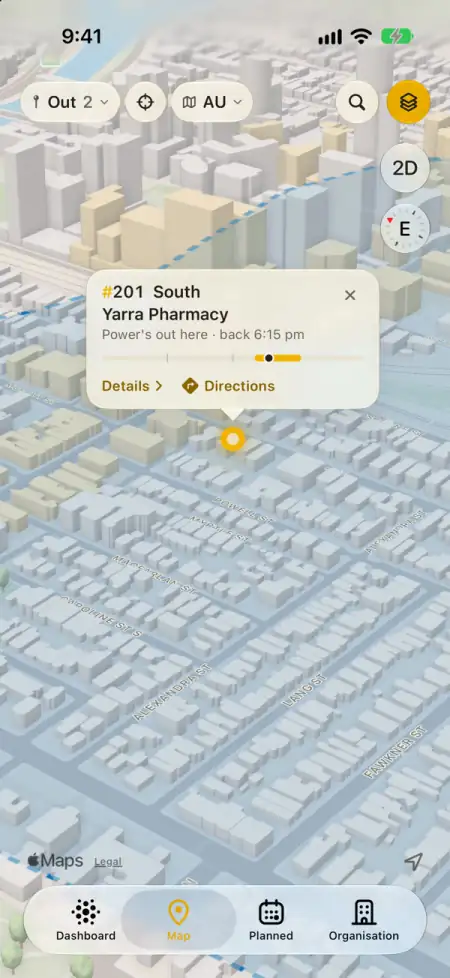 9:41
Out 2
AU
2D
E
#201 South
Yarra Pharmacy
Power's out here · back 6:15 pm
Details
Directions
ALEXANDRA ST
LANG ST
FAWKNER ST
Maps Legal
Dashboard
Map
Planned
Organisation